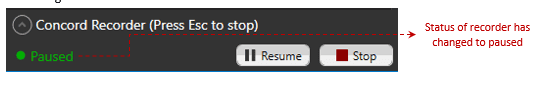 Concord Recorder (Press Esc to stop)
Status of recorder has
changed to paused
Paused
Resume
Stop